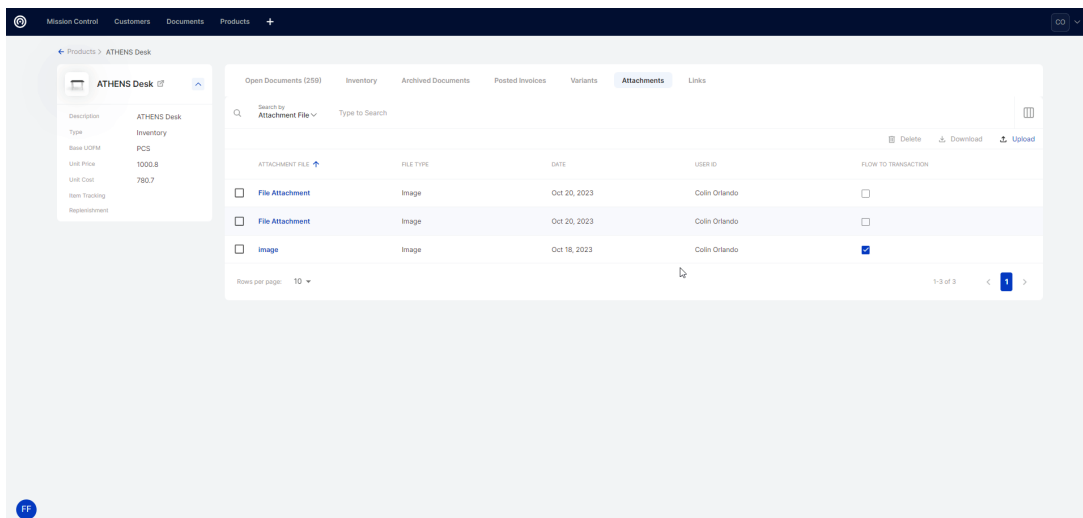 Mission Control Customers Documents Products + CO
← Products > ATHENS Desk
ATHENS Desk
Description ATHENS Desk
Type Inventory
Base UOFM PCS
Unit Price 1000.8
Unit Cost 780.7
Item Tracking
Replenishment
Open Documents (259) Inventory Archived Documents Posted Invoices Variants Attachments Links
Search by
Attachment File Type to Search
Delete Download Upload
ATTACHMENT FILE FILE TYPE DATE USER ID FLOW TO TRANSACTION
File Attachment Image Oct 20, 2023 Colin Orlando
File Attachment Image Oct 20, 2023 Colin Orlando
image Image Oct 18, 2023 Colin Orlando
Rows per page: 10 1-3 of 3 < 1 >
FF